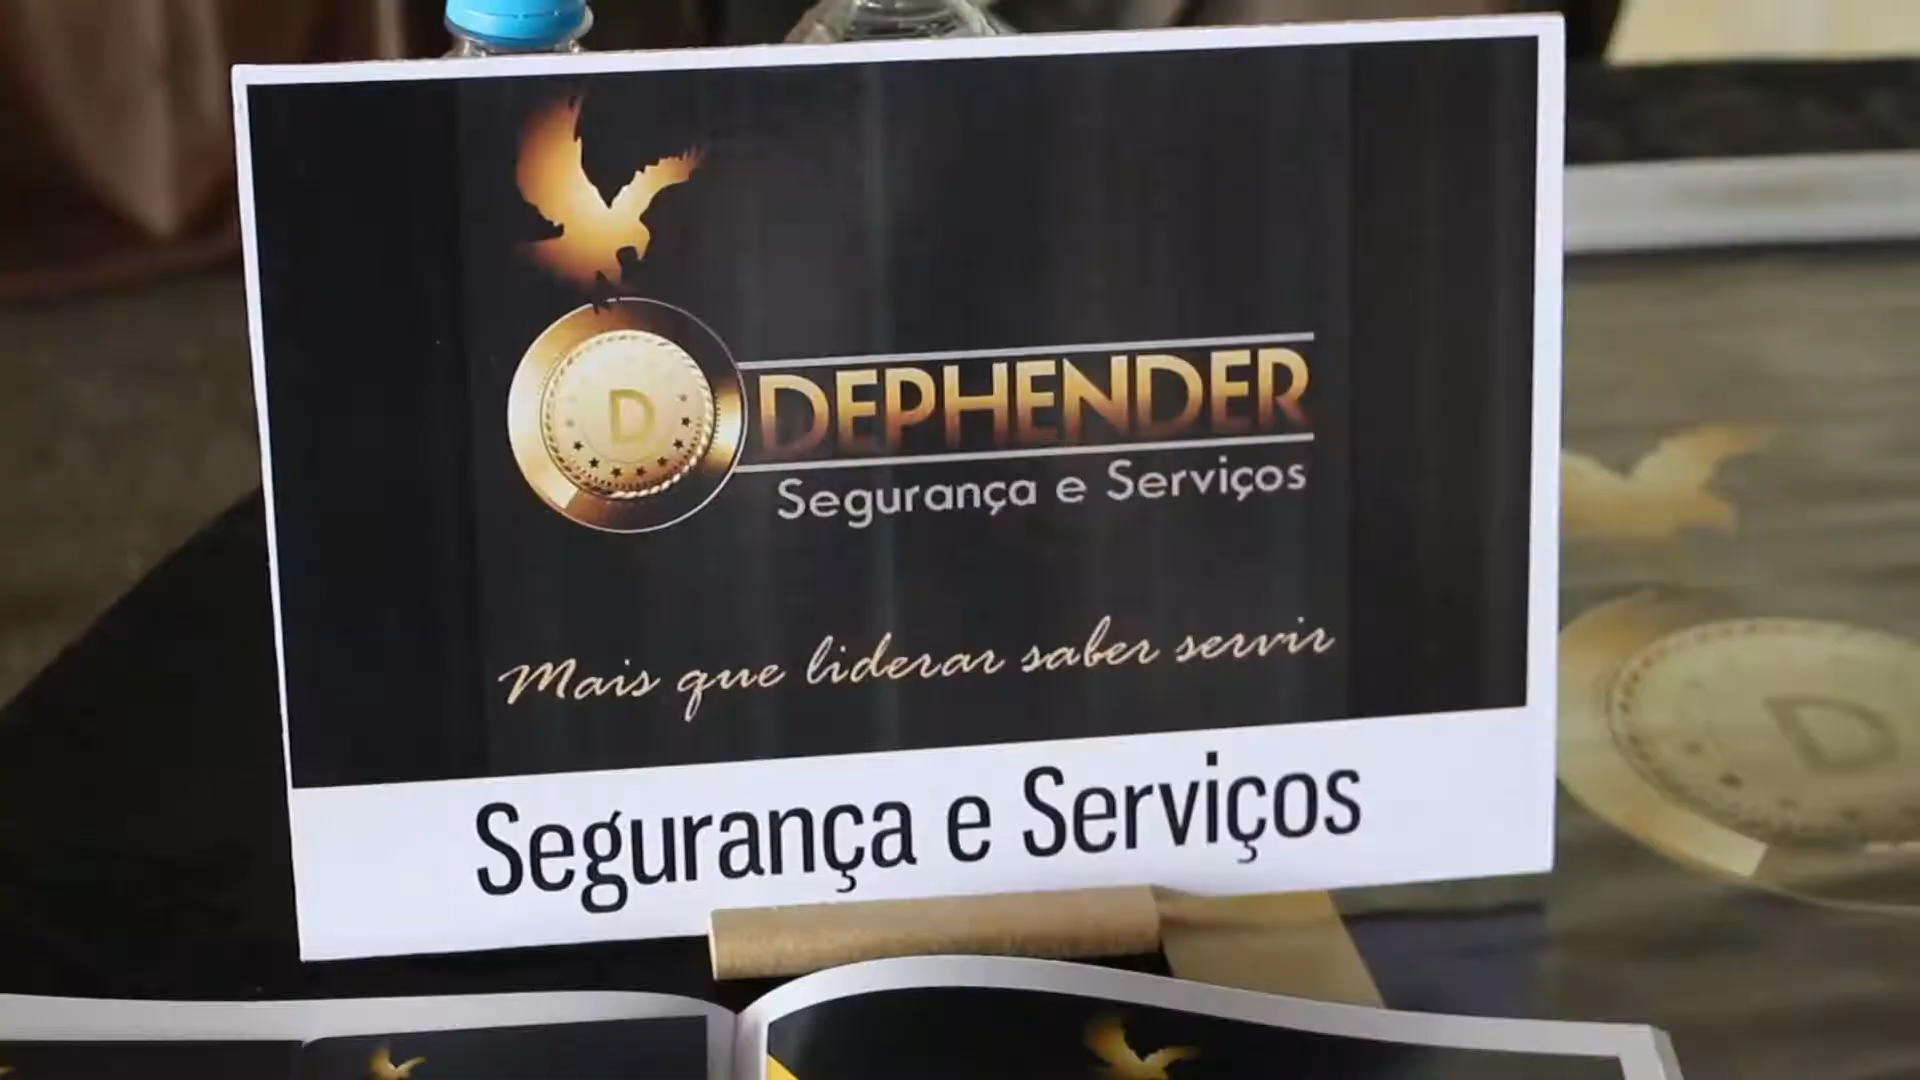 D
DEPHENDER
Segurança e Serviços
Mais que liderar saber servir
Segurança e Serviços
D